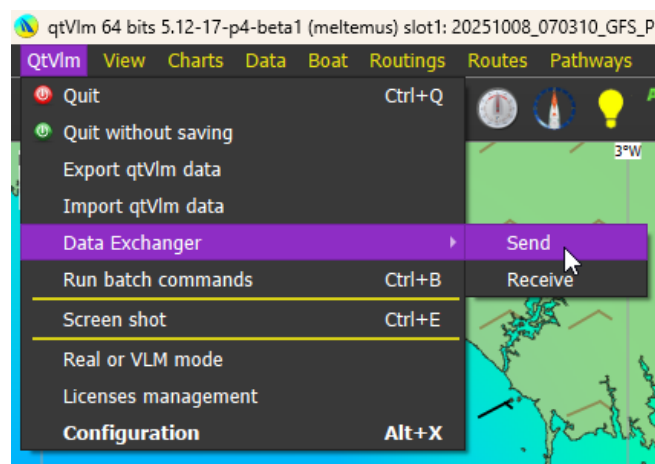 qtVlm 64 bits 5.12-17-p4-beta1 (meltemus) slot1: 20251008_070310_GFS_P
QtVlm View Charts Data Boat Routings Routes Pathways
Quit Ctrl+Q
Quit without saving
Export qtVlm data
Import qtVlm data
3°W
Data Exchanger Send
Run batch commands Ctrl+B Receive
Screen shot Ctrl+E
Real or VLM mode
Licenses management
Configuration Alt+X